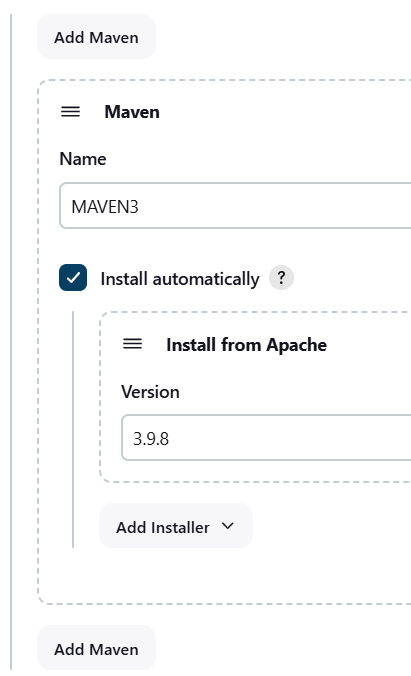 Add Maven
Maven
Name
MAVEN3
Install automatically ?
Install from Apache
Version
3.9.8
Add Installer
Add Maven